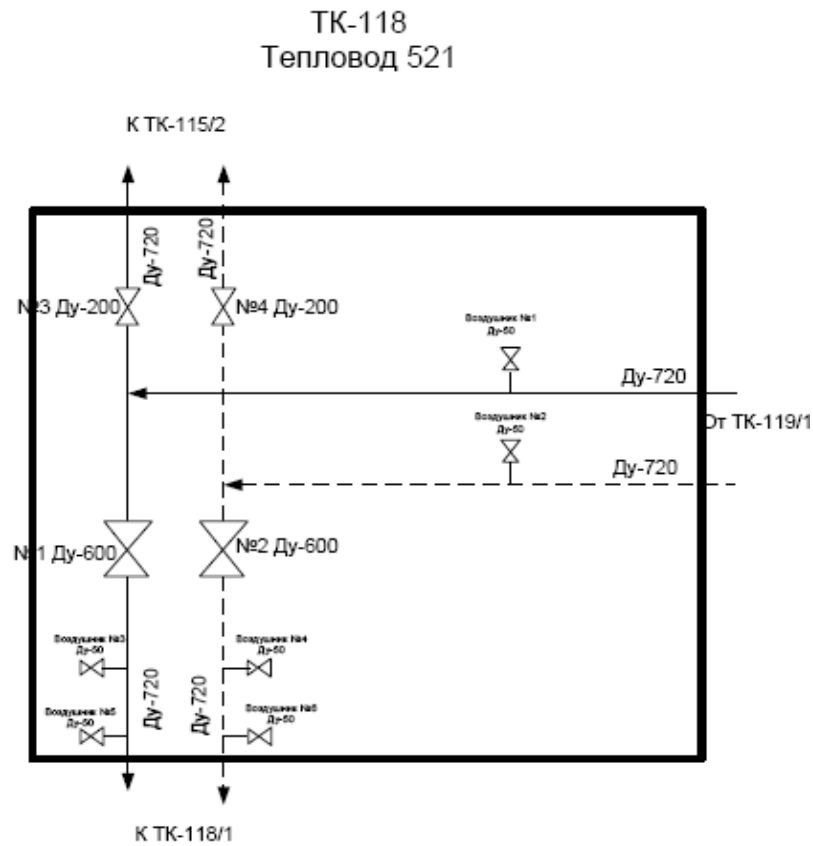 ТК-118
Тепловод 521
К ТК-115/2
Ду-720
Ду-720
№3 Ду-200
№4 Ду-200
Воздушник №1
Ду-50
Ду-720
От ТК-119/1
Воздушник №2
Ду-50
Ду-720
№1 Ду-600
№2 Ду-600
Воздушник №3
Ду-50
Воздушник №4
Ду-50
Ду-720
Ду-720
Воздушник №5
Ду-50
Воздушник №6
Ду-50
К ТК-118/1